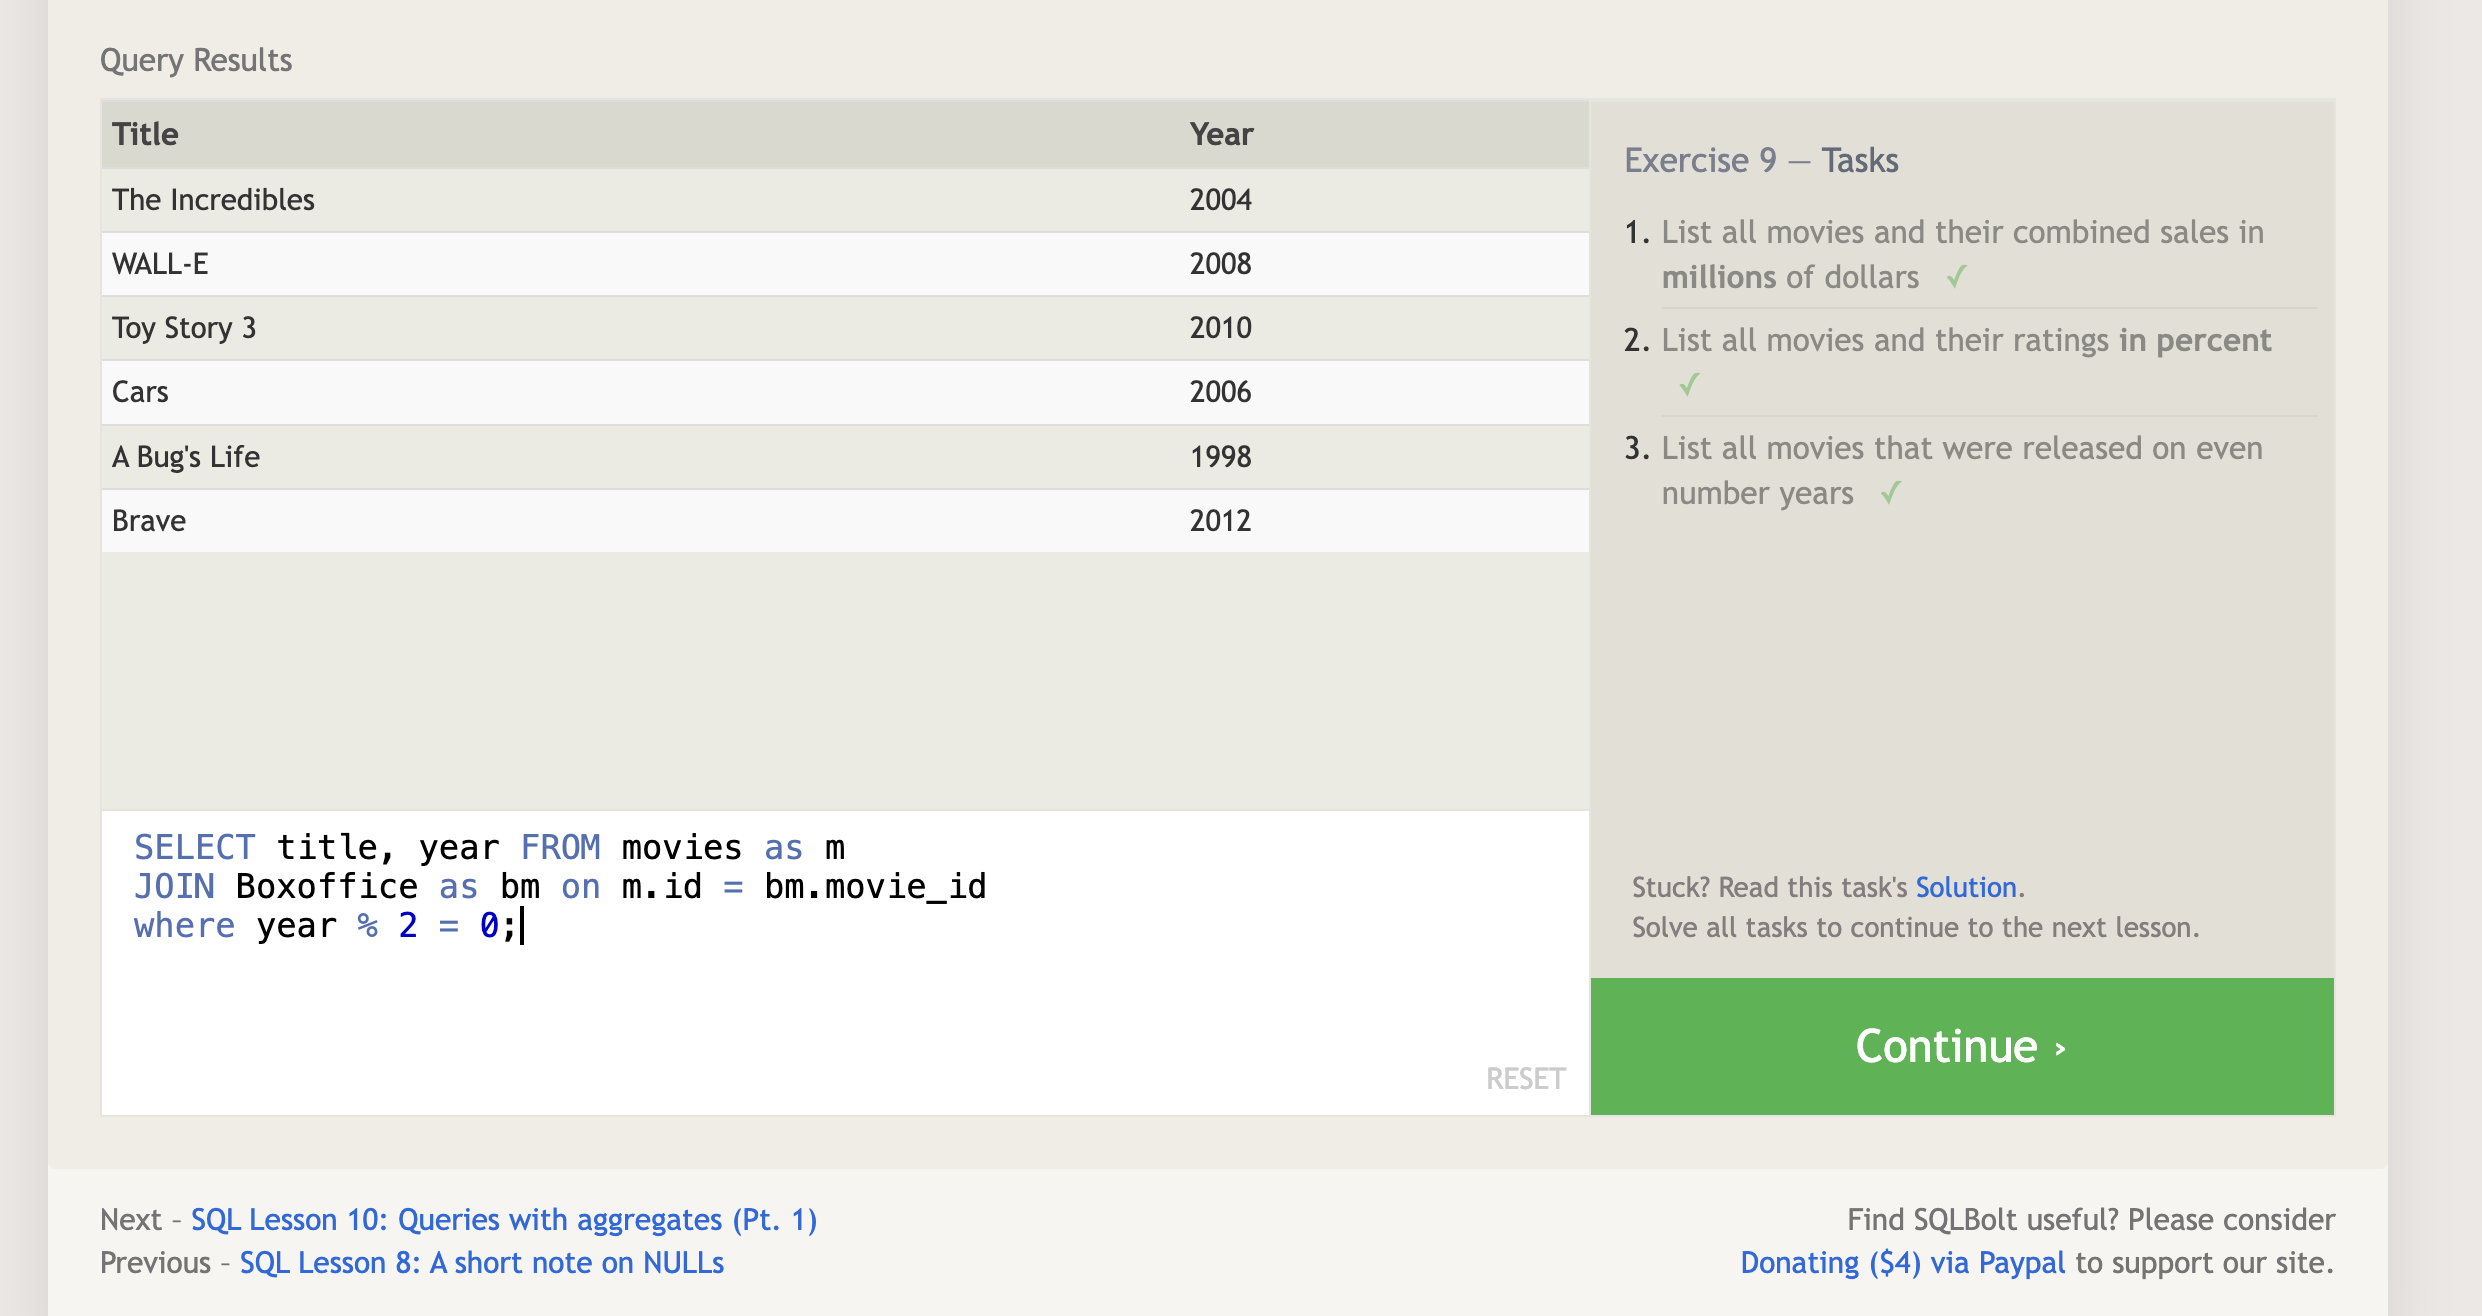 Query Results
Title Year
The Incredibles 2004
WALL-E 2008
Toy Story 3 2010
Cars 2006
A Bug's Life 1998
Brave 2012
SELECT title, year FROM movies as m
JOIN Boxoffice as bm on m.id = bm.movie_id
where year % 2 = 0;
RESET
Exercise 9 — Tasks
1. List all movies and their combined sales in
millions of dollars ✓
2. List all movies and their ratings in percent
✓
3. List all movies that were released on even
number years ✓
Stuck? Read this task's Solution.
Solve all tasks to continue to the next lesson.
Continue ›
Next – SQL Lesson 10: Queries with aggregates (Pt. 1)
Previous – SQL Lesson 8: A short note on NULLs
Find SQLBolt useful? Please consider
Donating ($4) via Paypal to support our site.